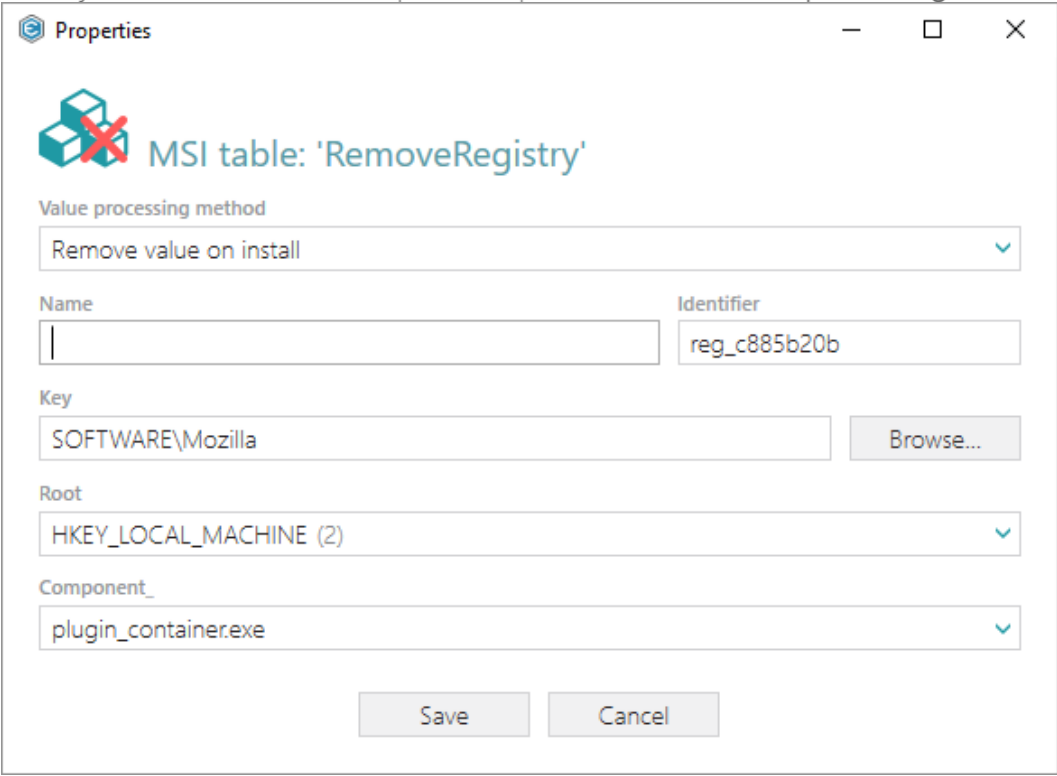 Properties
MSI table: 'RemoveRegistry'
Value processing method
Remove value on install
Name
Identifier
reg_c885b20b
Key
SOFTWARE\Mozilla
Browse...
Root
HKEY_LOCAL_MACHINE (2)
Component_
plugin_container.exe
Save
Cancel